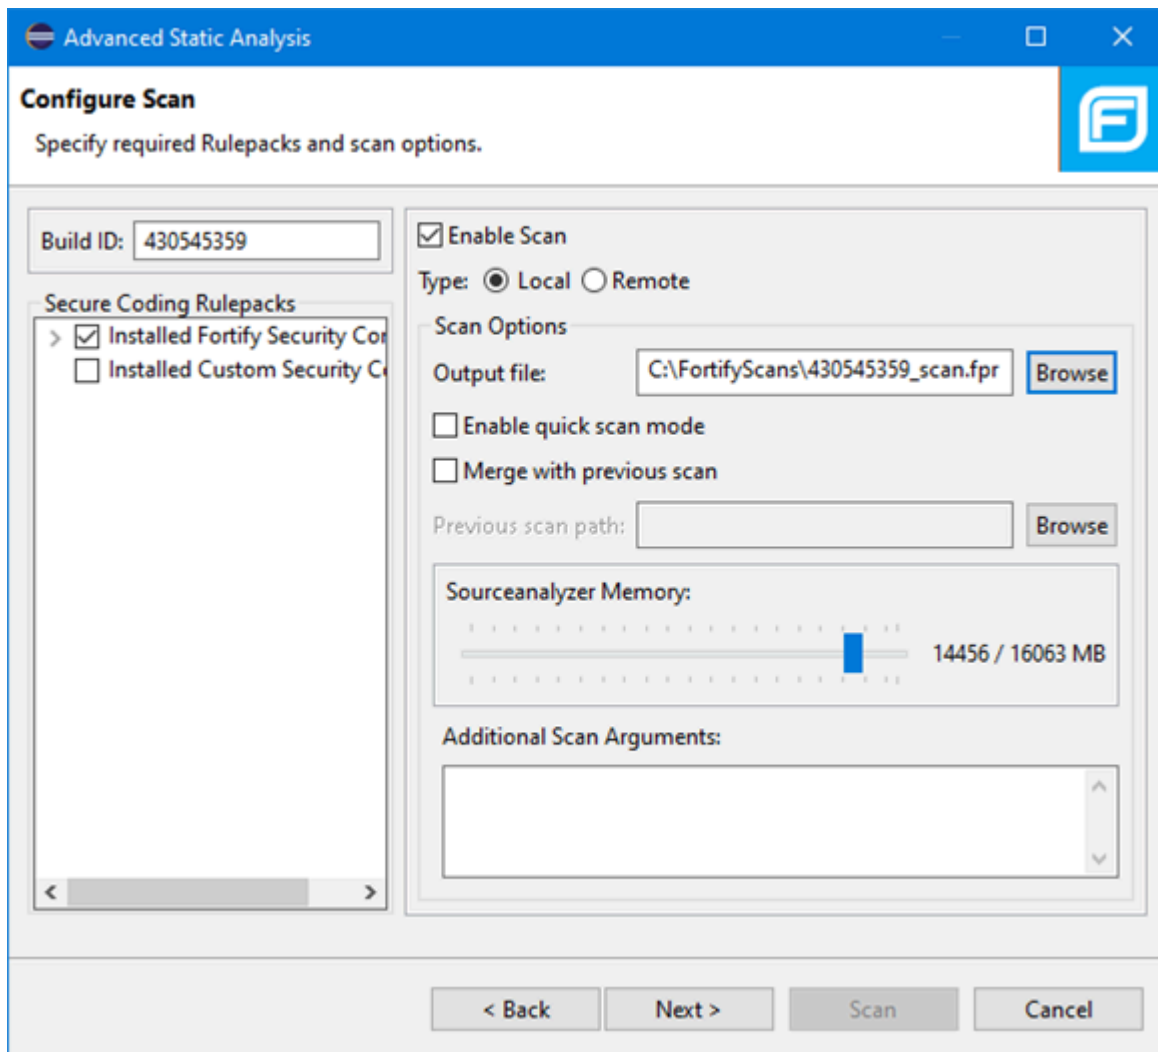 Advanced Static Analysis
Configure Scan
Specify required Rulepacks and scan options.
Build ID: 430545359
Secure Coding Rulepacks
Installed Fortify Security Cor
Installed Custom Security
Enable Scan
Type: Local Remote
Scan Options
Output file: C:\FortifyScans\430545359_scan.fpr Browse
Enable quick scan mode
Merge with previous scan
Previous scan path: Browse
Sourceanalyzer Memory:
14456 / 16063 MB
Additional Scan Arguments:
< Back Next > Scan Cancel